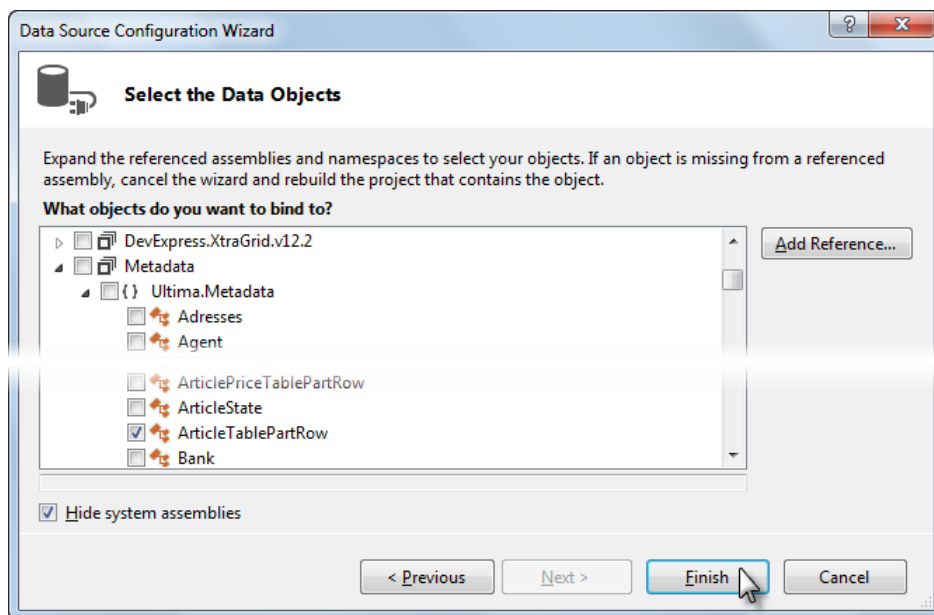 Data Source Configuration Wizard
Select the Data Objects
Expand the referenced assemblies and namespaces to select your objects. If an object is missing from a referenced
assembly, cancel the wizard and rebuild the project that contains the object.
What objects do you want to bind to?
DevExpress.XtraGrid.v12.2
Add Reference...
Metadata
{ } Ultima.Metadata
Adresses
Agent
ArticlePriceTablePartRow
ArticleState
ArticleTablePartRow
Bank
Hide system assemblies
< Previous
Next >
Finish
Cancel